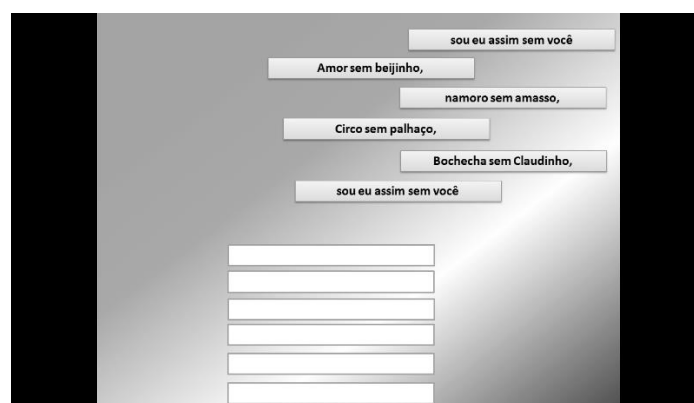 sou eu assim sem você
Amor sem beijinho,
namoro sem amasso,
Circo sem palhaço,
Bochecha sem Claudinho,
sou eu assim sem você